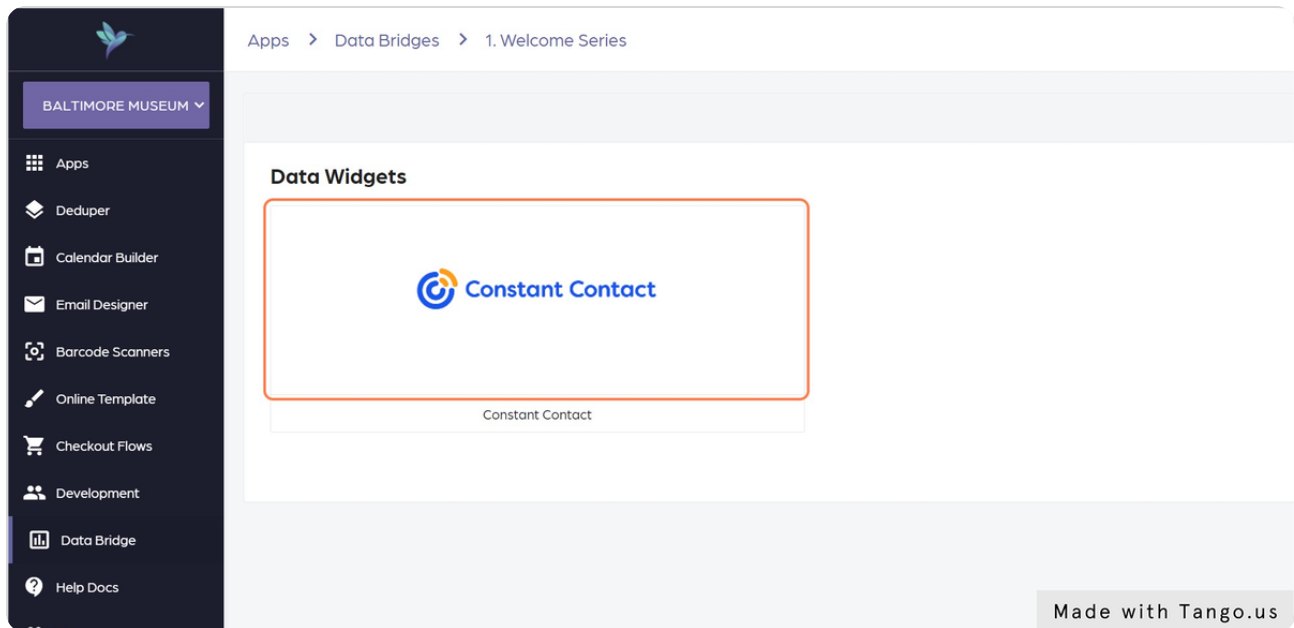 Apps > Data Bridges > 1. Welcome Series
BALTIMORE MUSEUM
Apps
Deduper
Calendar Builder
Email Designer
Barcode Scanners
Online Template
Checkout Flows
Development
Data Bridge
Help Docs
Data Widgets
Constant Contact
Constant Contact
Made with Tango.us